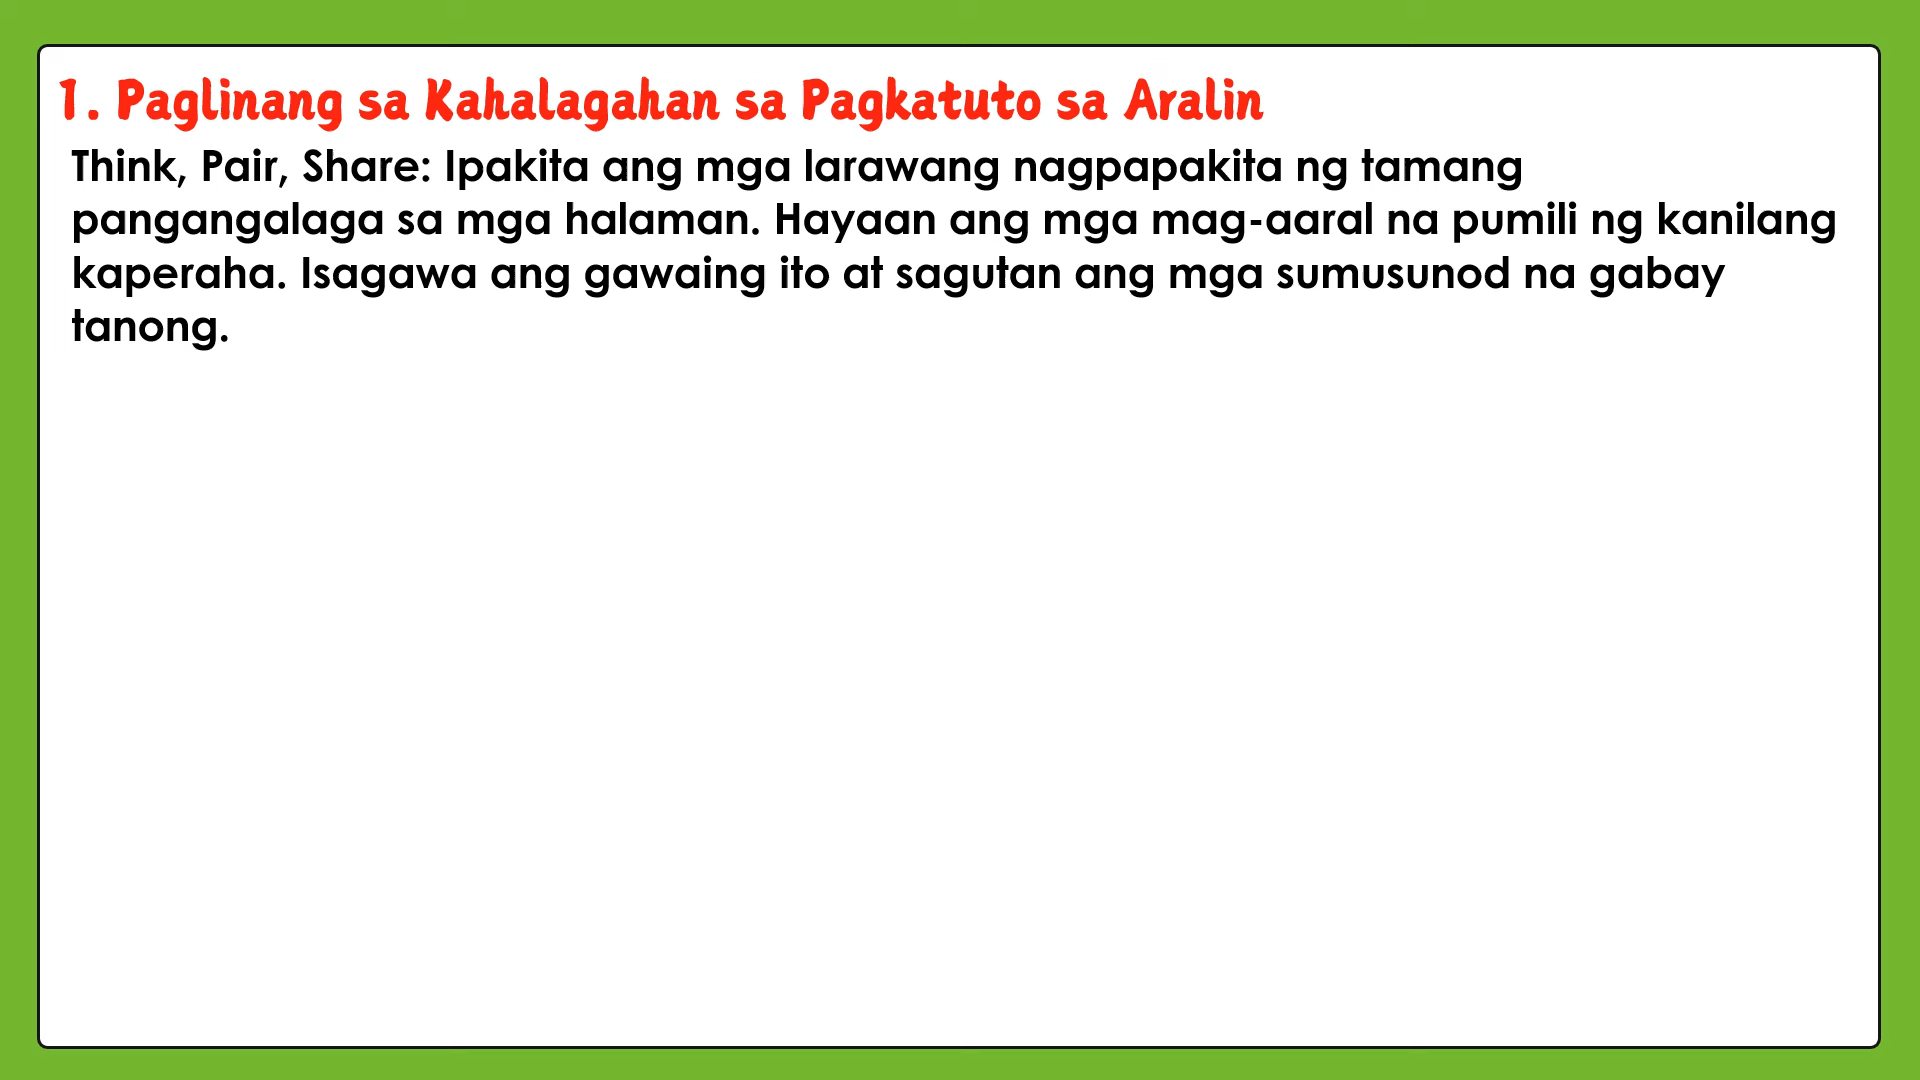 1. Paglinang sa Kahalagahan sa Pagkatuto sa Aralin
Think, Pair, Share: Ipakita ang mga larawang nagpapakita ng tamang
pangangalaga sa mga halaman. Hayaan ang mga mag-aaral na pumili ng kanilang
kaperaha. Isagawa ang gawaing ito at sagutan ang mga sumusunod na gabay
tanong.